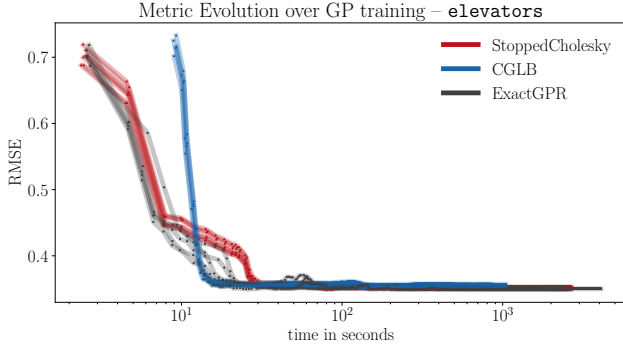 Metric Evolution over GP training – elevators
StoppedCholesky
CGLB
ExactGPR
RMSE
0.7
0.6
0.5
0.4
10^1
10^2
10^3
time in seconds